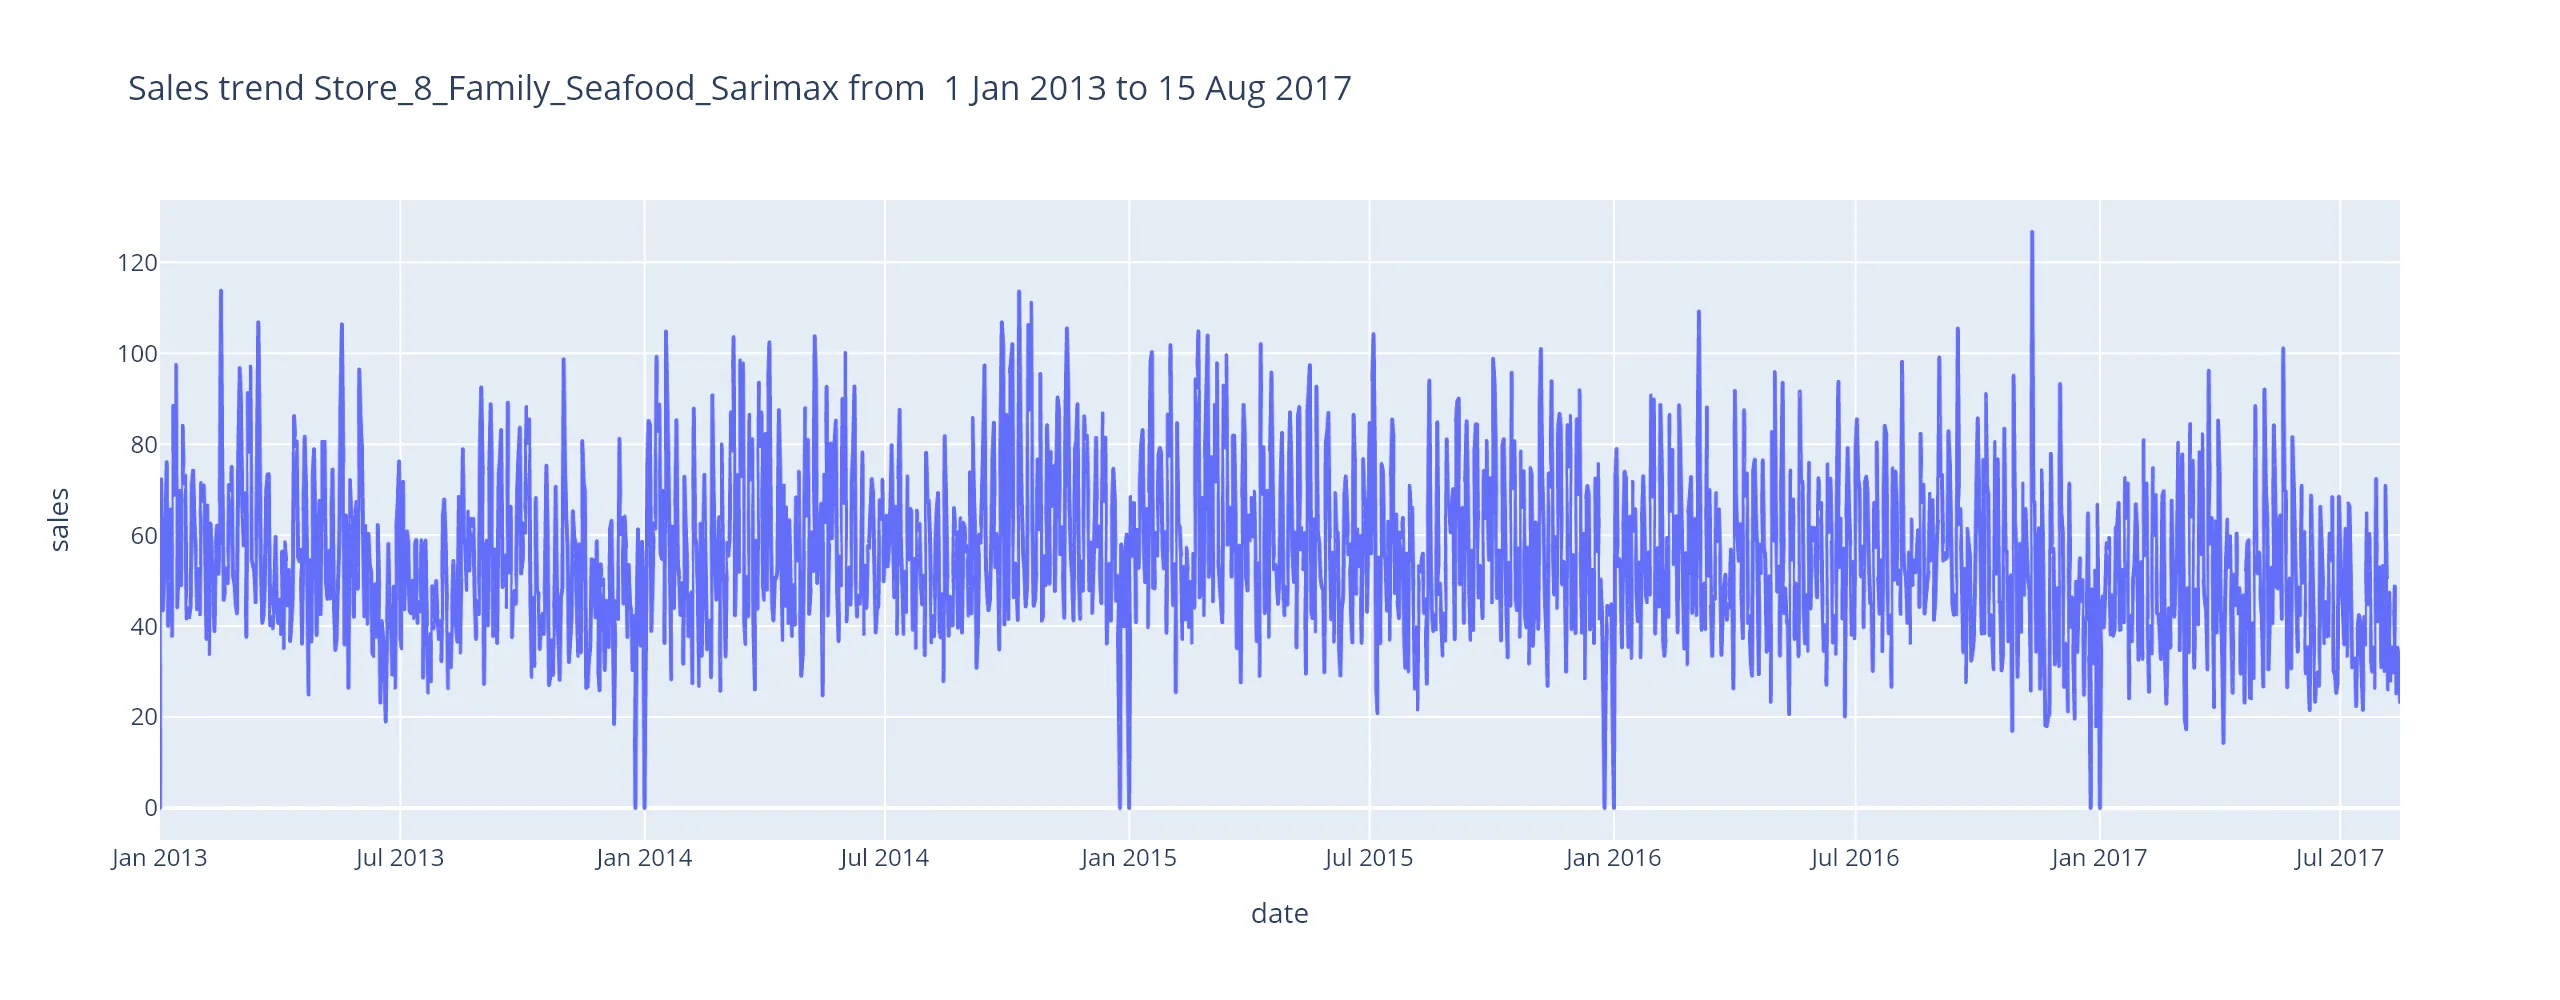 Sales trend Store_8_Family_Seafood_Sarimax from  1 Jan 2013 to 15 Aug 2017
120
100
80
60
40
20
0
sales
Jan 2013 Jul 2013 Jan 2014 Jul 2014 Jan 2015 Jul 2015 Jan 2016 Jul 2016 Jan 2017 Jul 2017
date